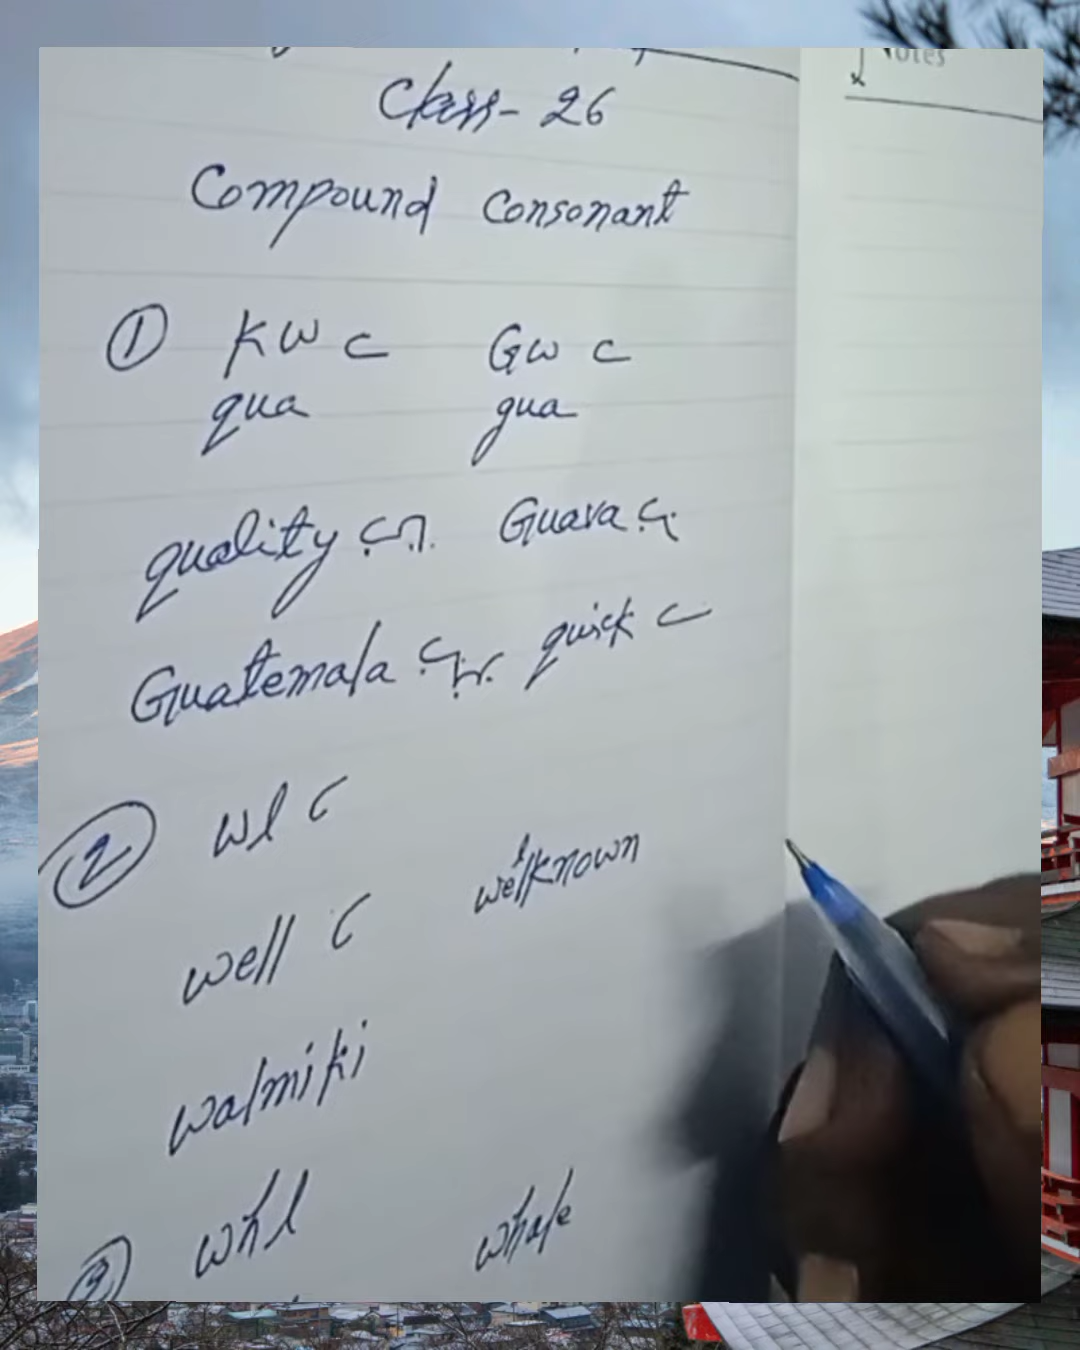 Notes
Class - 26
Compound Consonant
① KW GW
qua gua
quality Guava
Guatemala quick
② wl
well wellknown
walmiki
③ whl whale